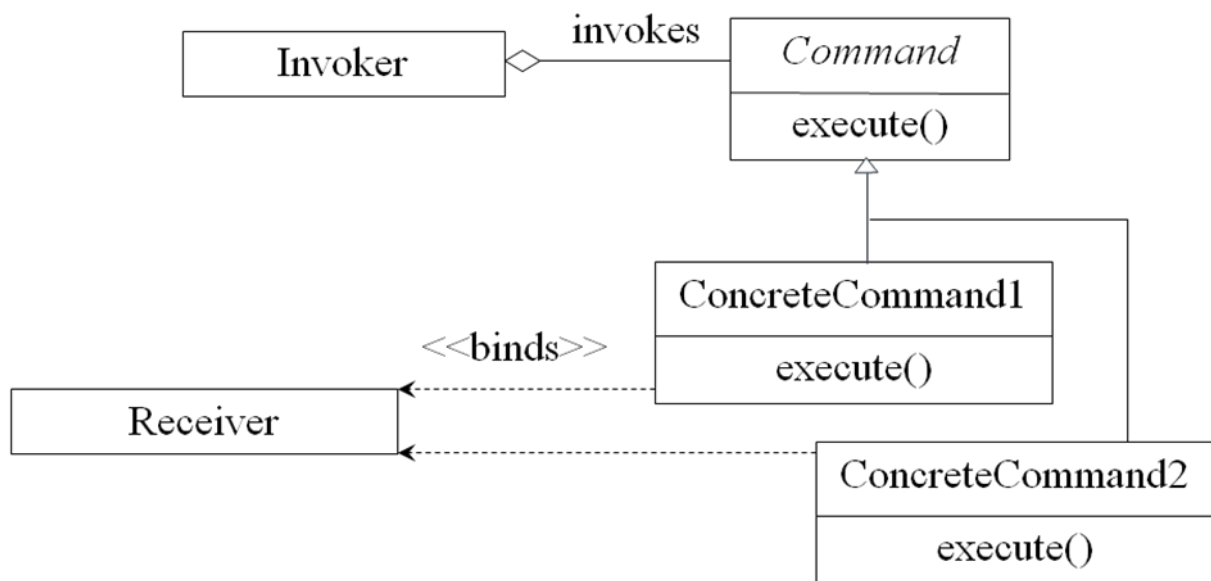 invokes
Invoker
Command
execute()
ConcreteCommand1
<<binds>>
execute()
Receiver
ConcreteCommand2
execute()